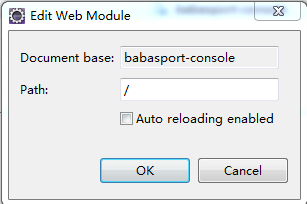 Edit Web Module
Document base: babasport-console
Path: /
Auto reloading enabled
OK Cancel